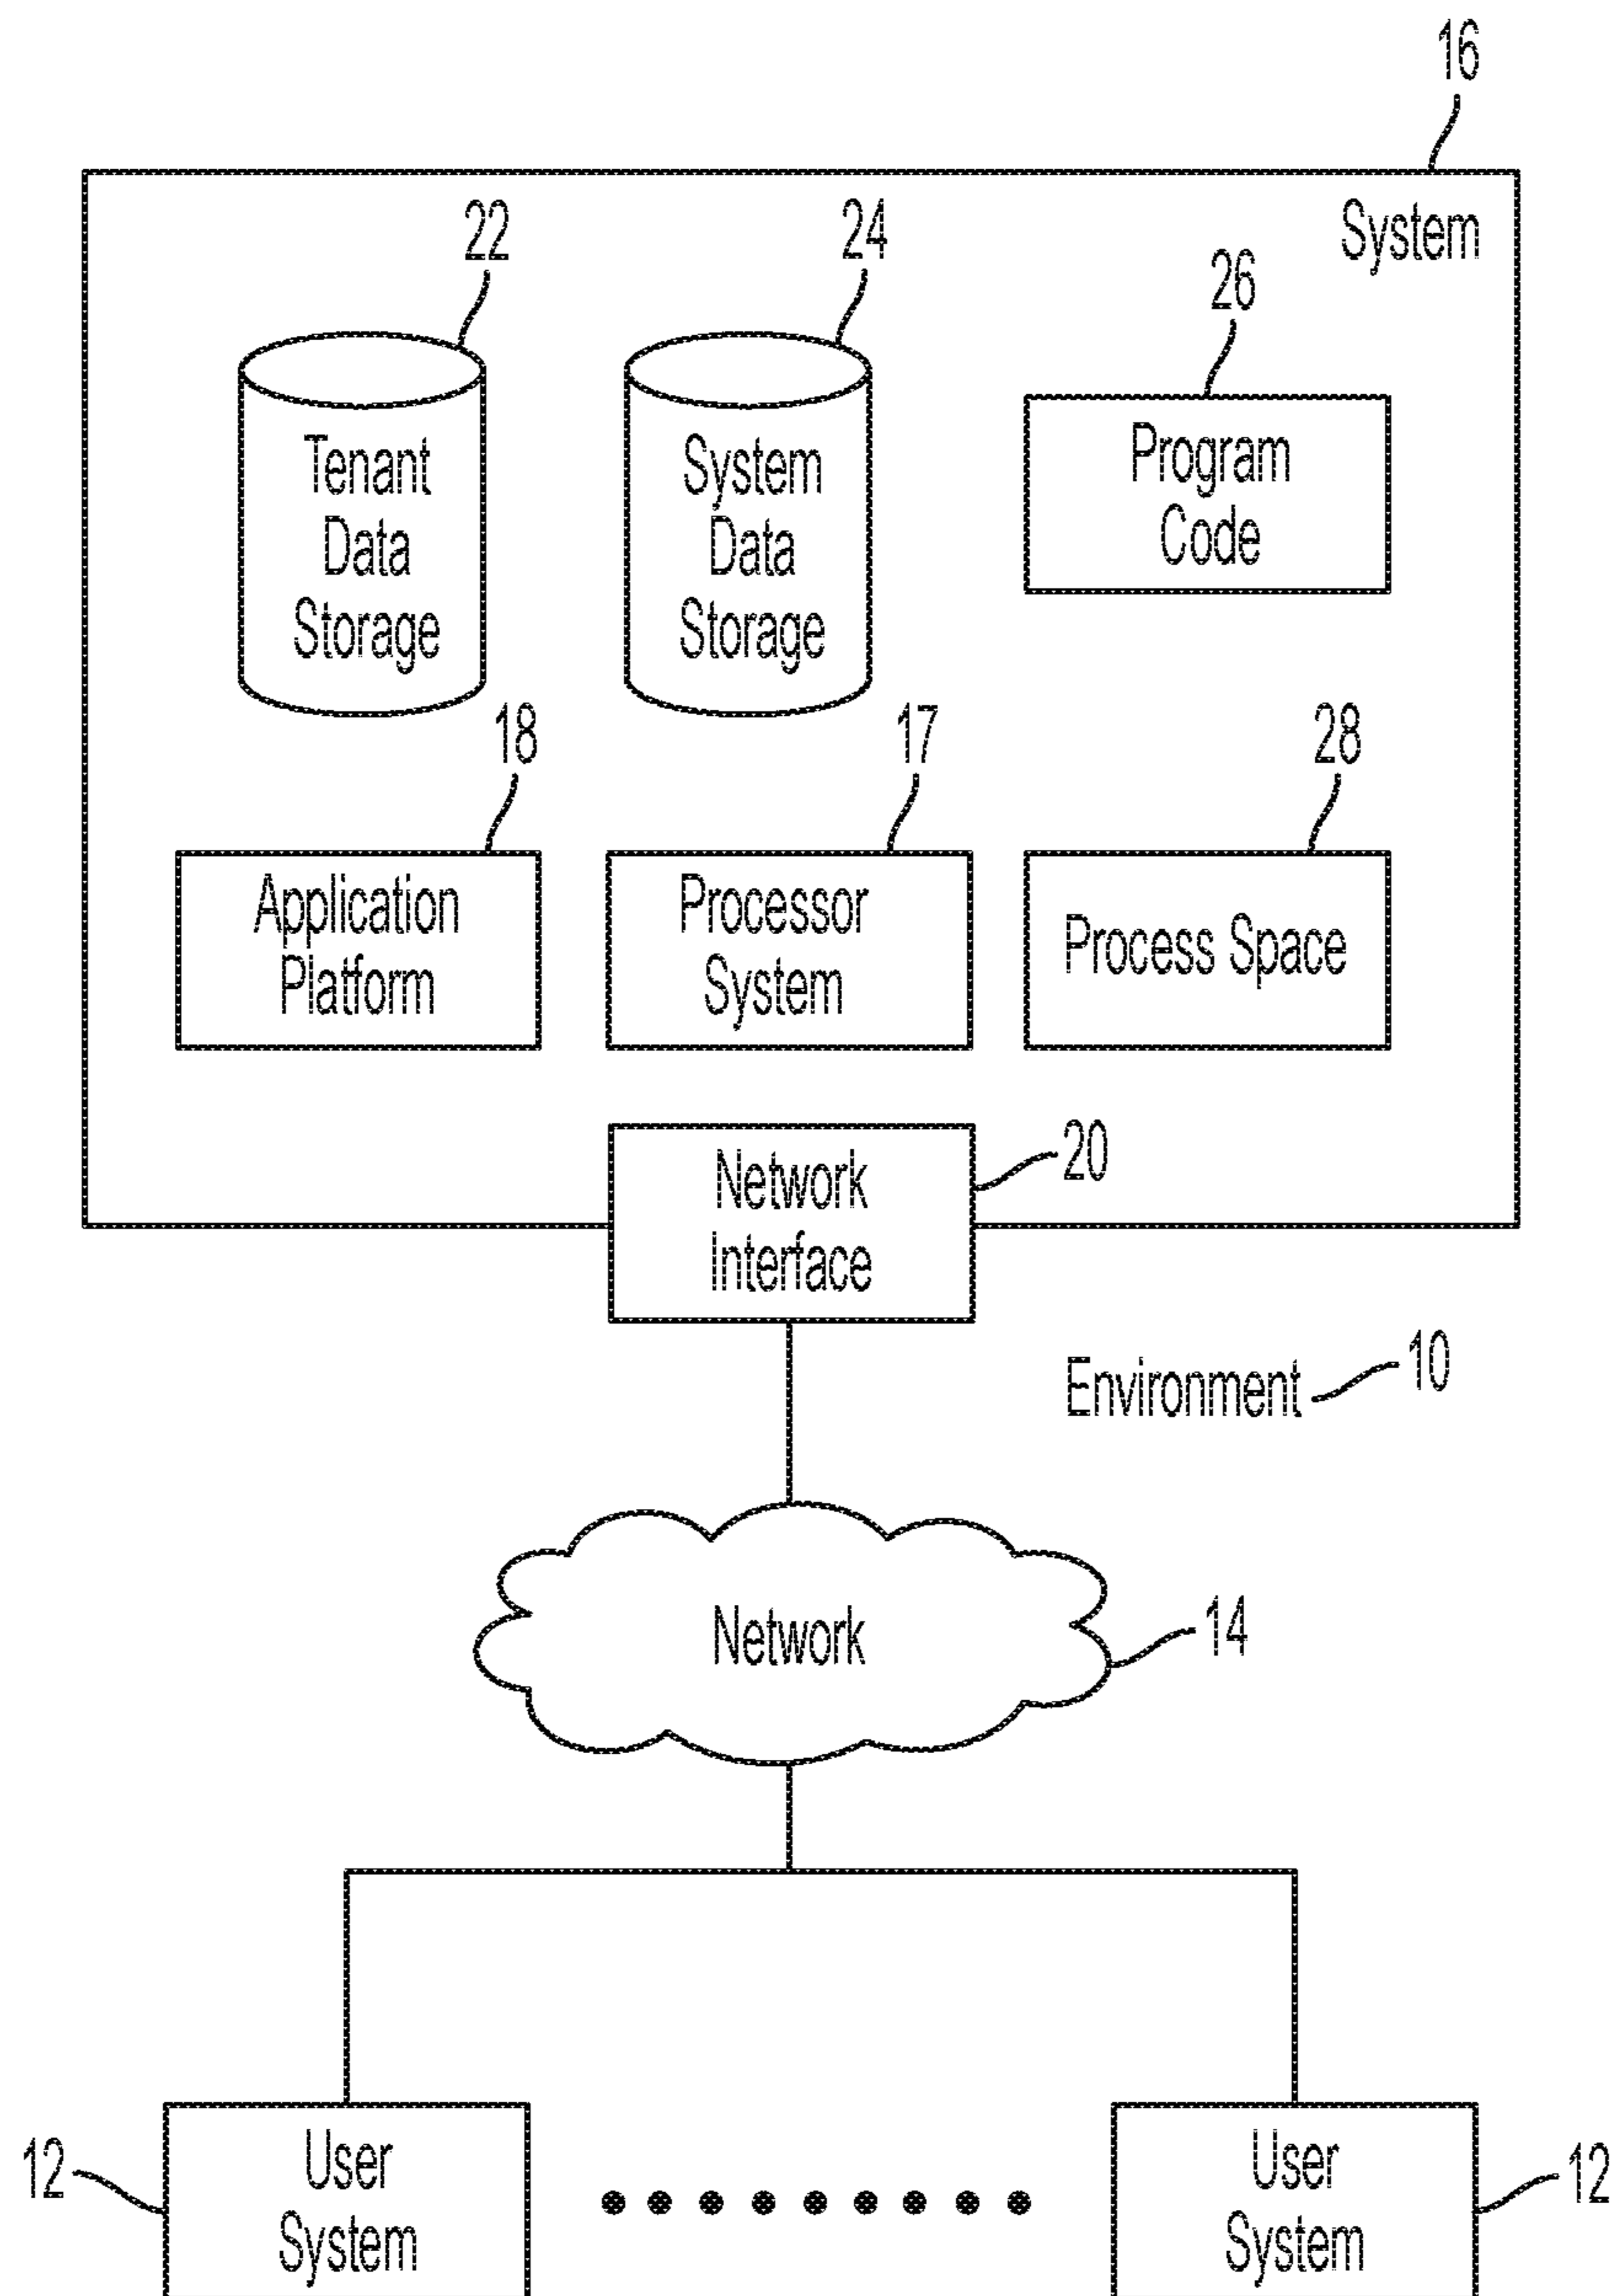 16
System
22
24
26
Tenant
Data
Storage
System
Data
Storage
Program
Code
18
17
28
Application
Platform
Processor
System
Process Space
Network
Interface
20
Environment
10
Network
14
12
User
System
User
System
12